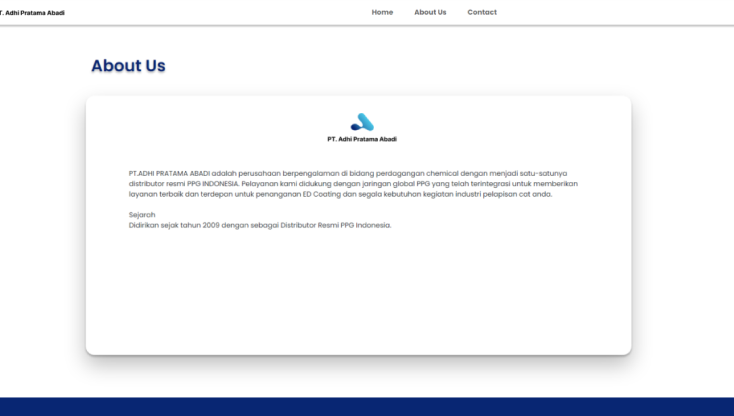 T. Adhi Pratama Abadi
Home
About Us
Contact
About Us
PT. Adhi Pratama Abadi
PT.ADHI PRATAMA ABADI adalah perusahaan berpengalaman di bidang perdagangan chemical dengan menjadi satu-satunya
distributor resmi PPG INDONESIA. Pelayanan kami didukung dengan jaringan global PPG yang telah terintegrasi untuk memberikan
layanan terbaik dan terdepan untuk penanganan ED Coating dan segala kebutuhan kegiatan industri pelapisan cat anda.
Sejarah
Didirikan sejak tahun 2009 dengan sebagai Distributor Resmi PPG Indonesia.